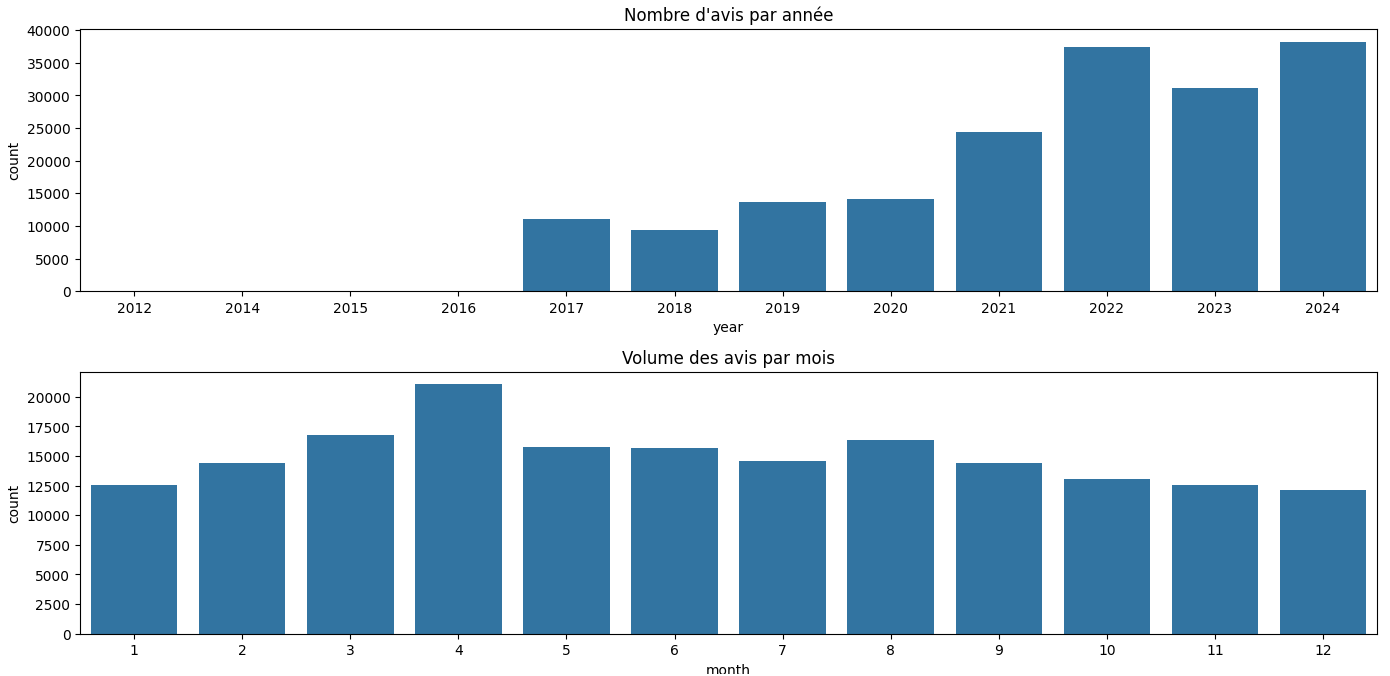 Nombre d'avis par année
40000
35000
30000
25000
20000
15000
10000
5000
0
count
2012 2014 2015 2016 2017 2018 2019 2020 2021 2022 2023 2024
year
Volume des avis par mois
20000
17500
15000
12500
10000
7500
5000
2500
0
count
1 2 3 4 5 6 7 8 9 10 11 12
month